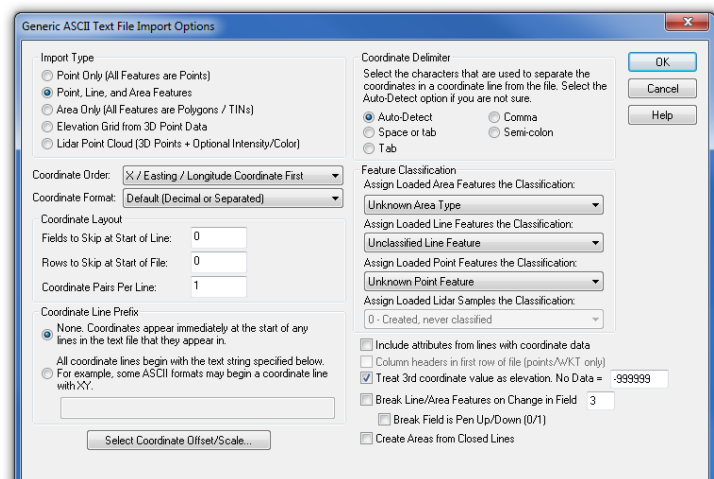 Generic ASCII Text File Import Options
Import Type
Point Only (All Features are Points)
Point, Line, and Area Features
Area Only (All Features are Polygons / TINs)
Elevation Grid from 3D Point Data
Lidar Point Cloud (3D Points + Optional Intensity/Color)
Coordinate Order:
X / Easting / Longitude Coordinate First
Coordinate Format:
Default (Decimal or Separated)
Coordinate Layout
Fields to Skip at Start of Line:
0
Rows to Skip at Start of File:
0
Coordinate Pairs Per Line:
1
Coordinate Line Prefix
None. Coordinates appear immediately at the start of any
lines in the text file that they appear in.
All coordinate lines begin with the text string specified below.
For example, some ASCII formats may begin a coordinate line
with XY.
Select Coordinate Offset/Scale...
Coordinate Delimiter
Select the characters that are used to separate the
coordinates in a coordinate line from the file. Select the
Auto-Detect option if you are not sure.
Auto-Detect
Comma
Space or tab
Semi-colon
Tab
Feature Classification
Assign Loaded Area Features the Classification:
Unknown Area Type
Assign Loaded Line Features the Classification:
Unclassified Line Feature
Assign Loaded Point Features the Classification:
Unknown Point Feature
Assign Loaded Lidar Samples the Classification:
0 - Created, never classified
Include attributes from lines with coordinate data
Column headers in first row of file (points/WKT only)
Treat 3rd coordinate value as elevation. No Data =
-999999
Break Line/Area Features on Change in Field
3
Break Field is Pen Up/Down (0/1)
Create Areas from Closed Lines
OK
Cancel
Help